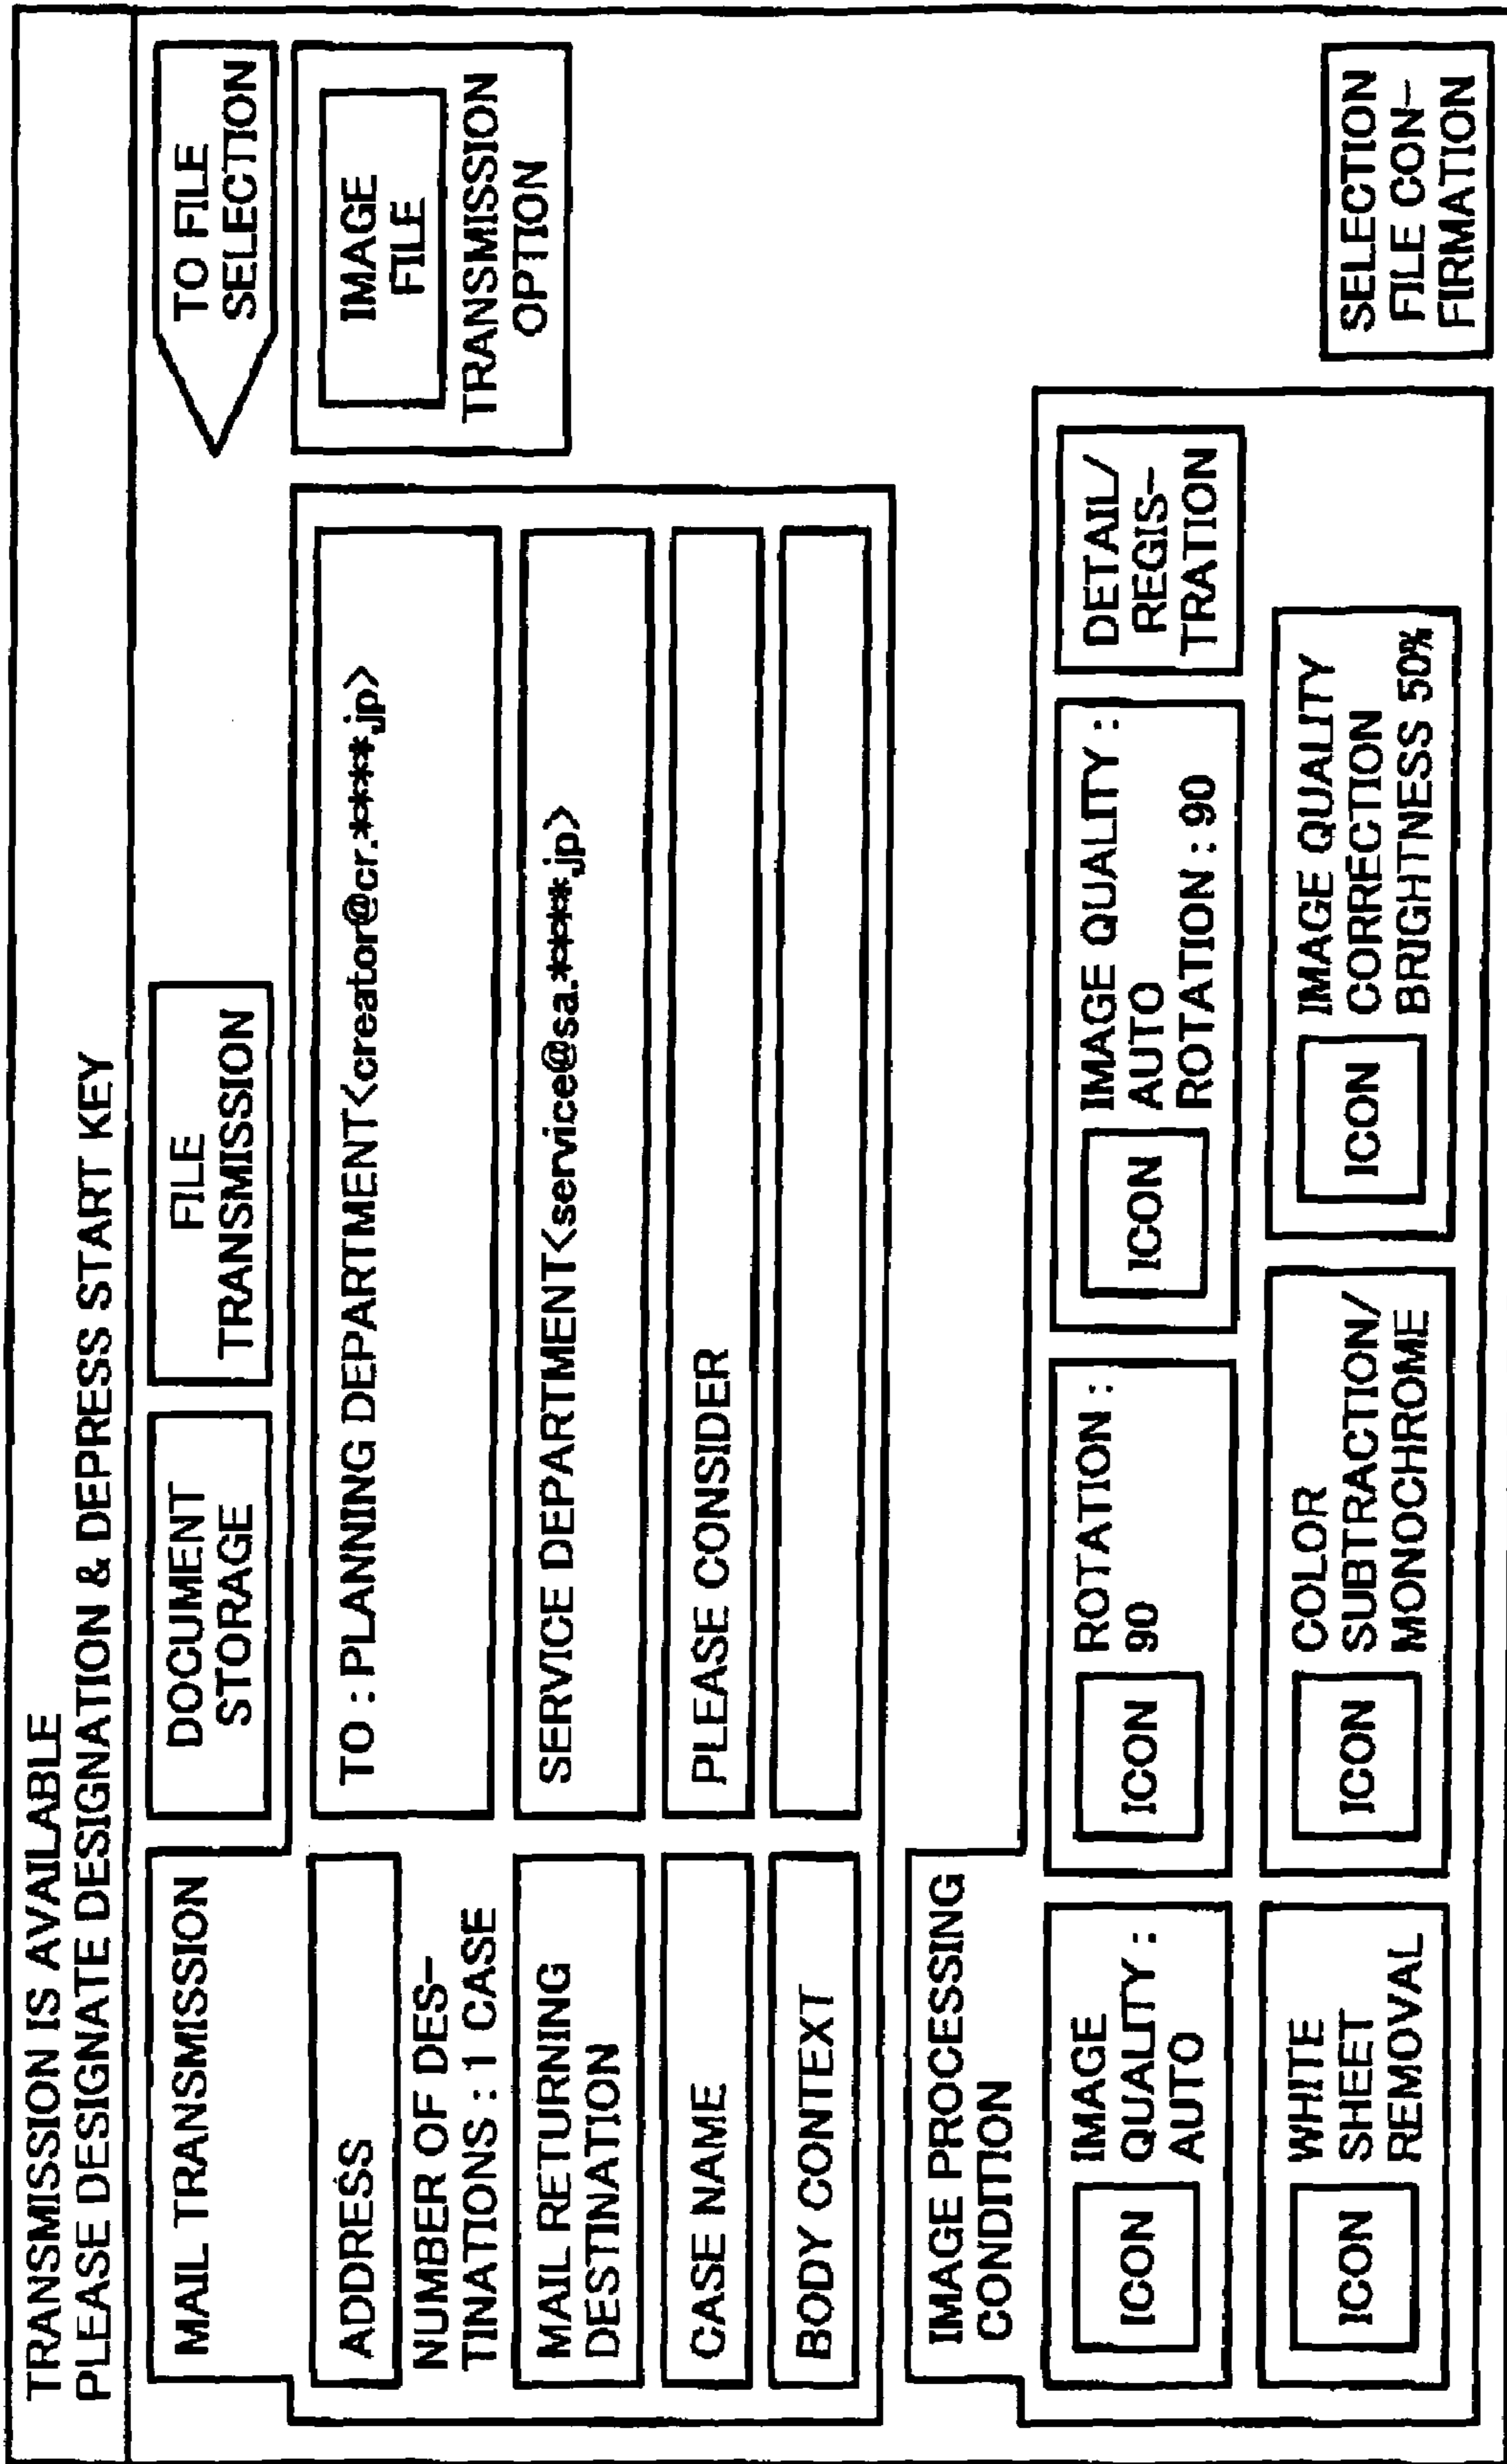 TRANSMISSION IS AVAILABLE
PLEASE DESIGNATE DESIGNATION & DEPRESS START KEY
MAIL TRANSMISSION
DOCUMENT
STORAGE
FILE
TRANSMISSION
TO FILE
SELECTION
ADDRESS
NUMBER OF DES-
TINATIONS : 1 CASE
TO : PLANNING DEPARTMENT<creator@cr.****.jp>
MAIL RETURNING
DESTINATION
SERVICE DEPARTMENT<service@sa.****.jp>
CASE NAME
PLEASE CONSIDER
BODY CONTEXT
IMAGE
FILE
TRANSMISSION
OPTION
IMAGE PROCESSING
CONDITION
ICON
IMAGE
QUALITY :
AUTO
ICON
ROTATION :
90
ICON
IMAGE QUALITY :
AUTO
ROTATION : 90
DETAIL/
REGIS-
TRATION
ICON
WHITE
SHEET
REMOVAL
ICON
COLOR
SUBTRACTION/
MONOCHROME
ICON
IMAGE QUALITY
CORRECTION
BRIGHTNESS 50%
SELECTION
FILE CON-
FIRMATION